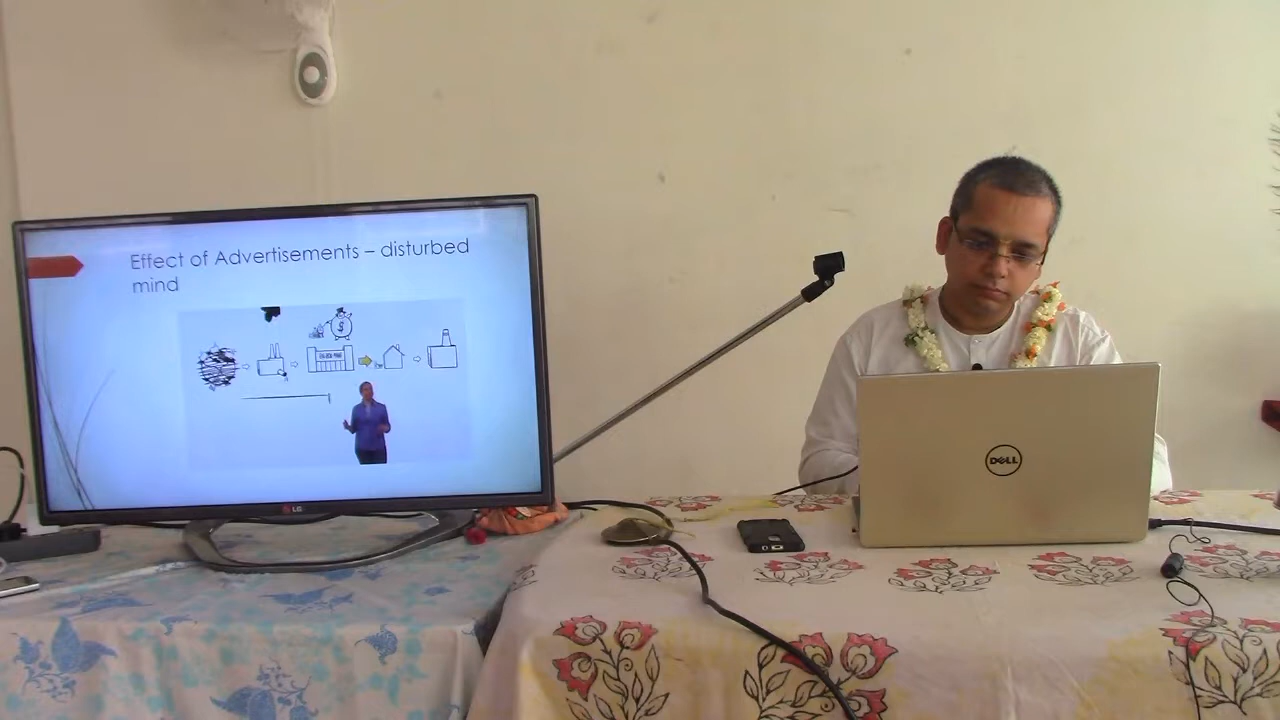 Effect of Advertisements – disturbed
mind
$
LG
DELL